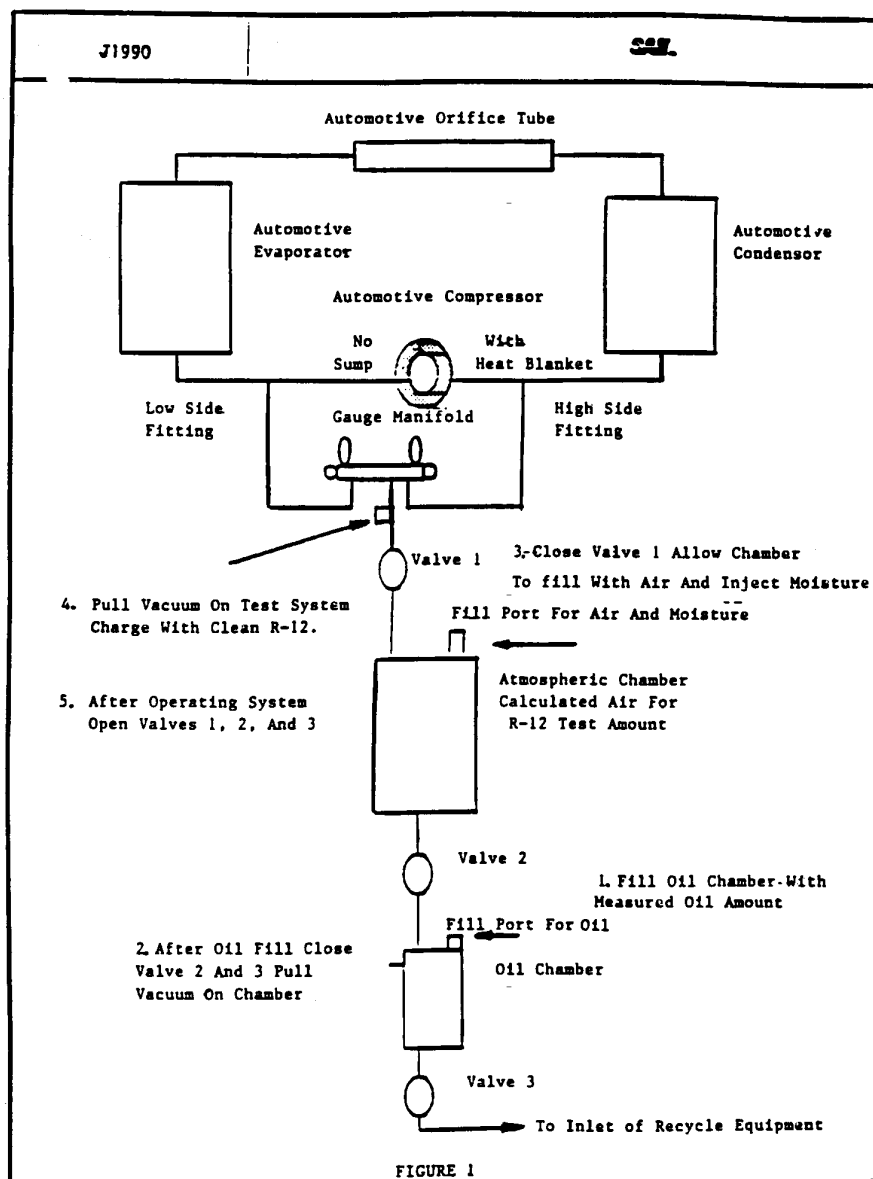 J1990
SAE
Automotive Orifice Tube
Automotive
Evaporator
Automotive
Condensor
Automotive Compressor
No
Sump
With
Heat Blanket
Low Side
Fitting
Gauge Manifold
High Side
Fitting
Valve 1
3.-Close Valve 1 Allow Chamber
To fill With Air And Inject Moisture
4. Pull Vacuum On Test System
Charge With Clean R-12.
Fill Port For Air And Moisture
5. After Operating System
Open Valves 1, 2, And 3
Atmospheric Chamber
Calculated Air For
R-12 Test Amount
Valve 2
1. Fill Oil Chamber-With
Measured Oil Amount
Fill Port For Oil
2. After Oil Fill Close
Valve 2 And 3 Pull
Vacuum On Chamber
Oil Chamber
Valve 3
To Inlet of Recycle Equipment
FIGURE 1